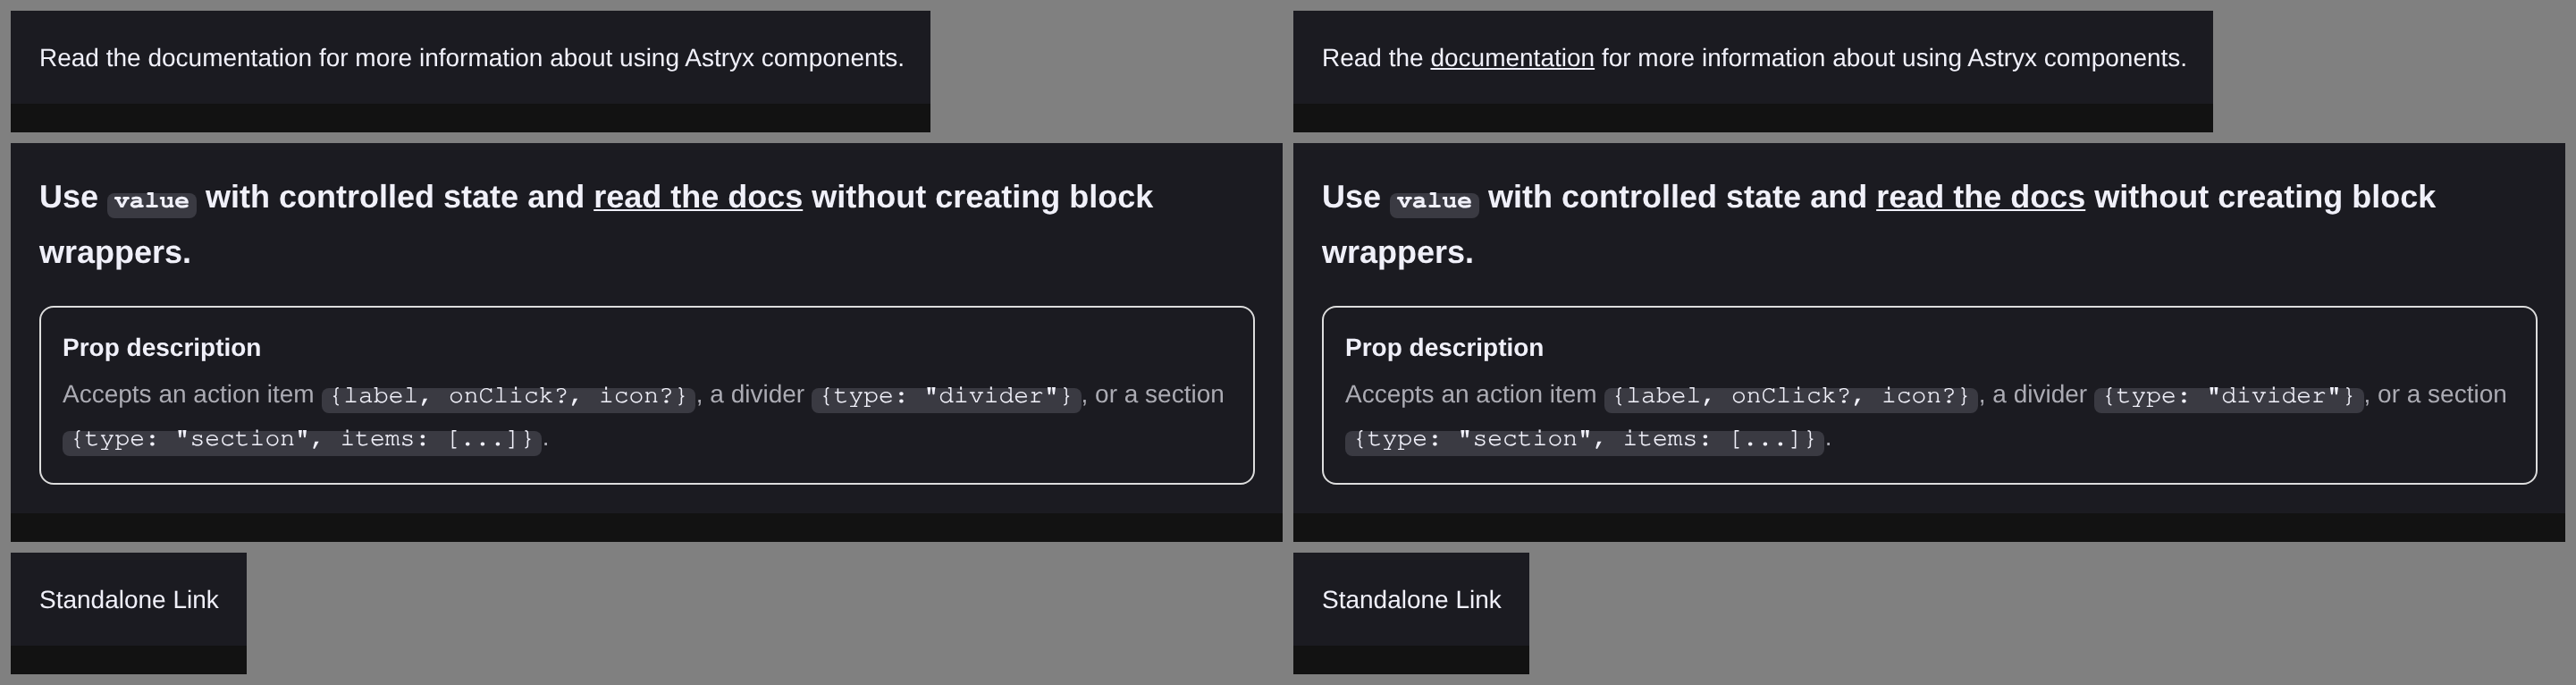 Read the documentation for more information about using Astryx components.
Read the documentation for more information about using Astryx components.
Use value with controlled state and read the docs without creating block
wrappers.
Prop description
Accepts an action item {label, onClick?, icon?}, a divider {type: "divider"}, or a section
{type: "section", items: [...]}.
Use value with controlled state and read the docs without creating block
wrappers.
Prop description
Accepts an action item {label, onClick?, icon?}, a divider {type: "divider"}, or a section
{type: "section", items: [...]}.
Standalone Link
Standalone Link